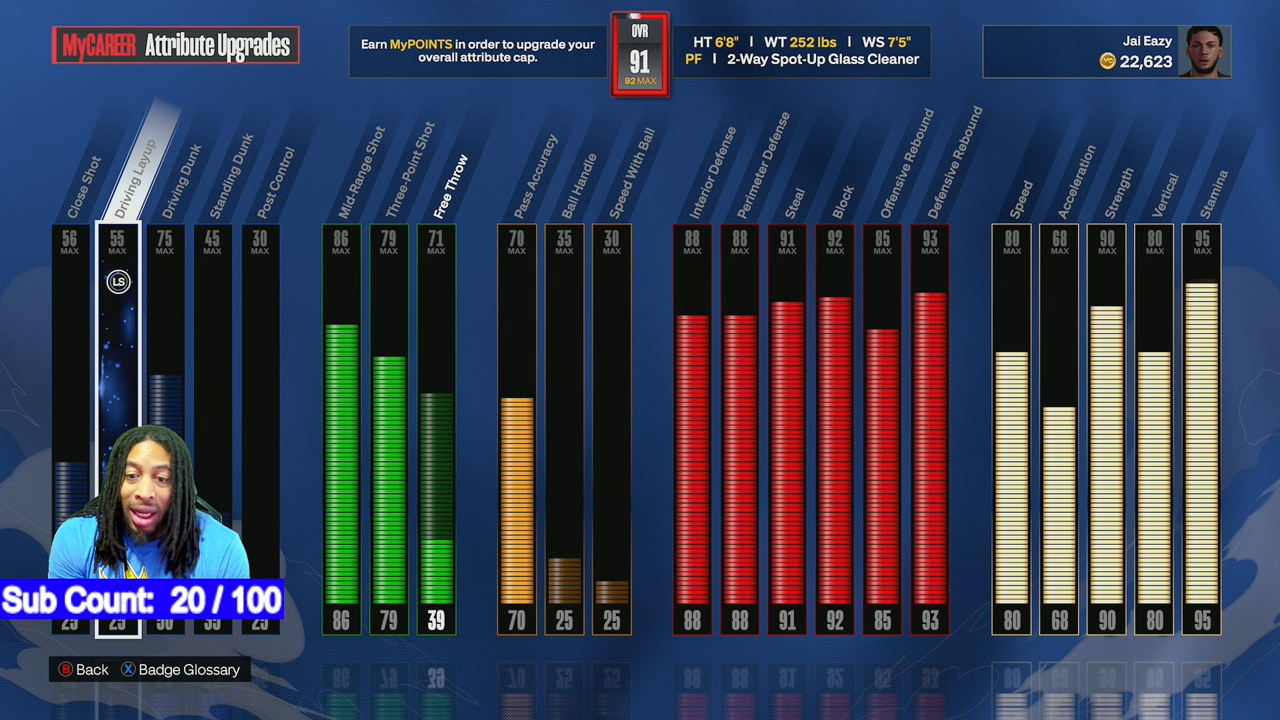 MyCAREER Attribute Upgrades
Earn MyPOINTS in order to upgrade your
overall attribute cap.
OVR
91
92 MAX
HT 6'8" | WT 252 lbs | WS 7'5"
PF | 2-Way Spot-Up Glass Cleaner
Jai Eazy
VC 22,623
Close Shot
Driving Layup
Driving Dunk
Standing Dunk
Post Control
Mid-Range Shot
Three-Point Shot
Free Throw
Pass Accuracy
Ball Handle
Speed With Ball
Interior Defense
Perimeter Defense
Steal
Block
Offensive Rebound
Defensive Rebound
Speed
Acceleration
Strength
Vertical
Stamina
56 55 75 45 30 86 79 71 70 35 30 88 88 91 92 85 93 80 68 90 80 95
MAX MAX MAX MAX MAX MAX MAX MAX MAX MAX MAX MAX MAX MAX MAX MAX MAX MAX MAX MAX MAX MAX
LS
Sub Count: 20 / 100
86 79 39 70 25 25 88 88 91 92 85 93 80 68 90 80 95
B Back X Badge Glossary